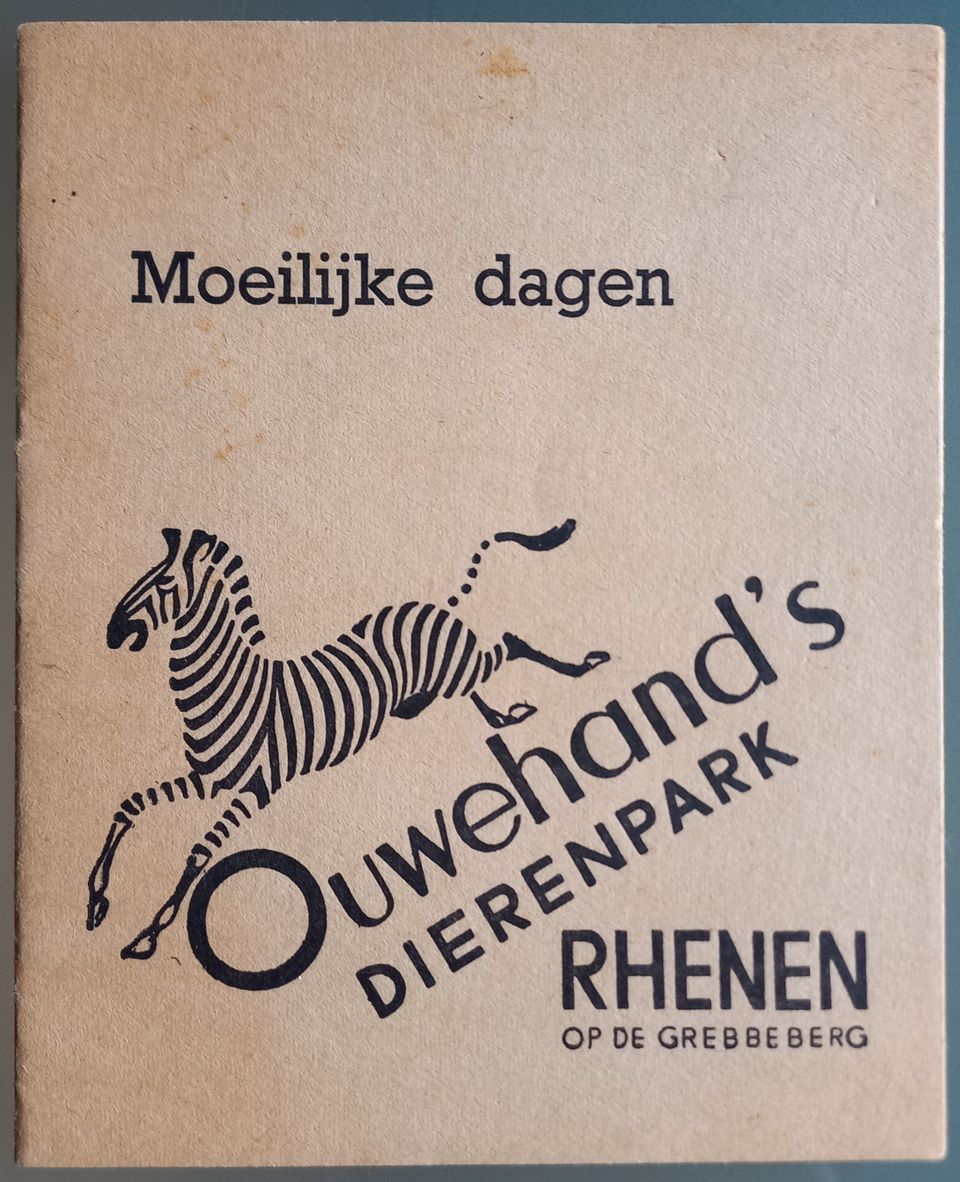 Moeilijke dagen
Ouwehand's
DIERENPARK
RHENEN
OP DE GREBBEBERG